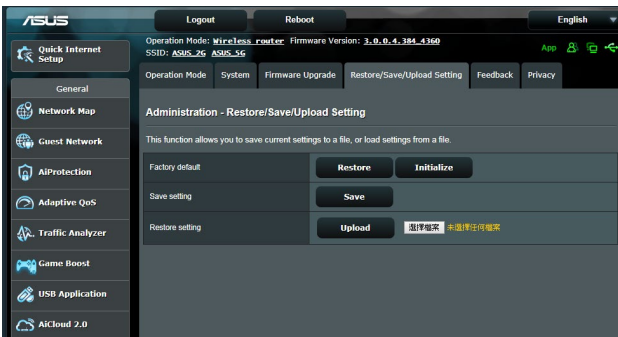 ASUS Logout Reboot English
Operation Mode: Wireless router Firmware Version: 3.0.0.4.384_4360
SSID: ASUS_2G ASUS_5G
App
Quick Internet
Setup
Operation Mode System Firmware Upgrade Restore/Save/Upload Setting Feedback Privacy
General
Network Map
Guest Network
AiProtection
Adaptive QoS
Traffic Analyzer
Game Boost
USB Application
AiCloud 2.0
Administration - Restore/Save/Upload Setting
This function allows you to save current settings to a file, or load settings from a file.
Factory default Restore Initialize
Save setting Save
Restore setting Upload 選擇檔案 未選擇任何檔案